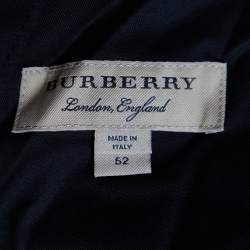 BURBERRY
London, England
MADE IN
ITALY
52